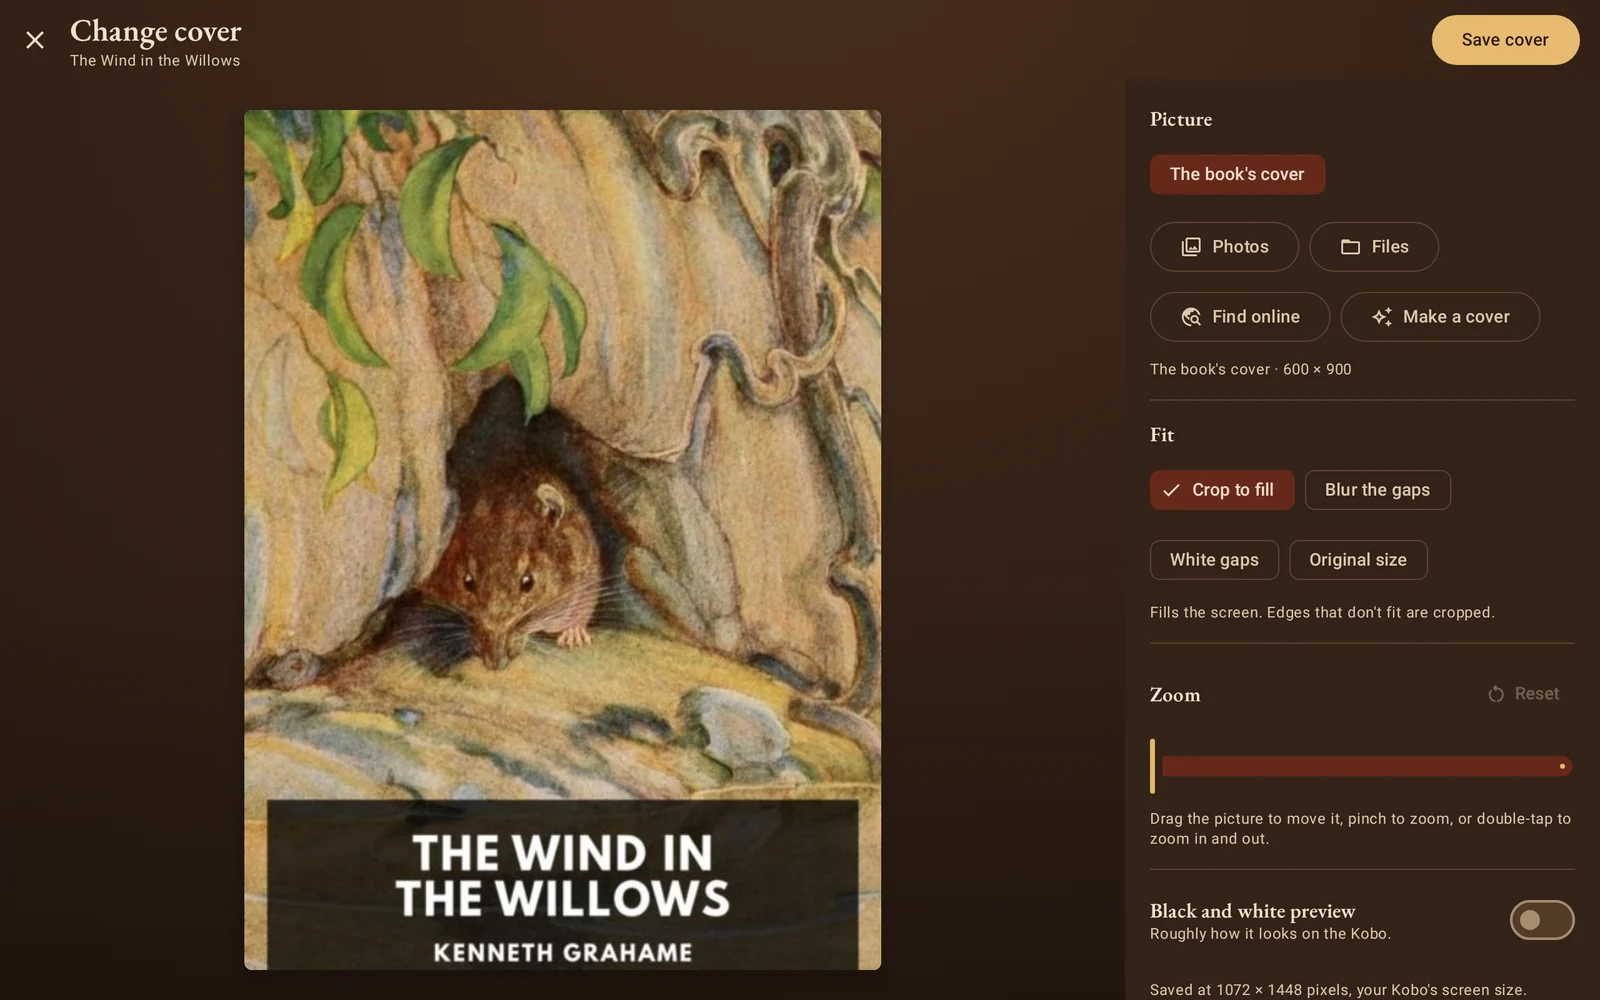 Change cover
The Wind in the Willows
Save cover
THE WIND IN
THE WILLOWS
KENNETH GRAHAME
Picture
The book's cover
Photos
Files
Find online
Make a cover
The book's cover · 600 × 900
Fit
Crop to fill
Blur the gaps
White gaps
Original size
Fills the screen. Edges that don't fit are cropped.
Zoom
Reset
Drag the picture to move it, pinch to zoom, or double-tap to
zoom in and out.
Black and white preview
Roughly how it looks on the Kobo.
Saved at 1072 × 1448 pixels, your Kobo's screen size.